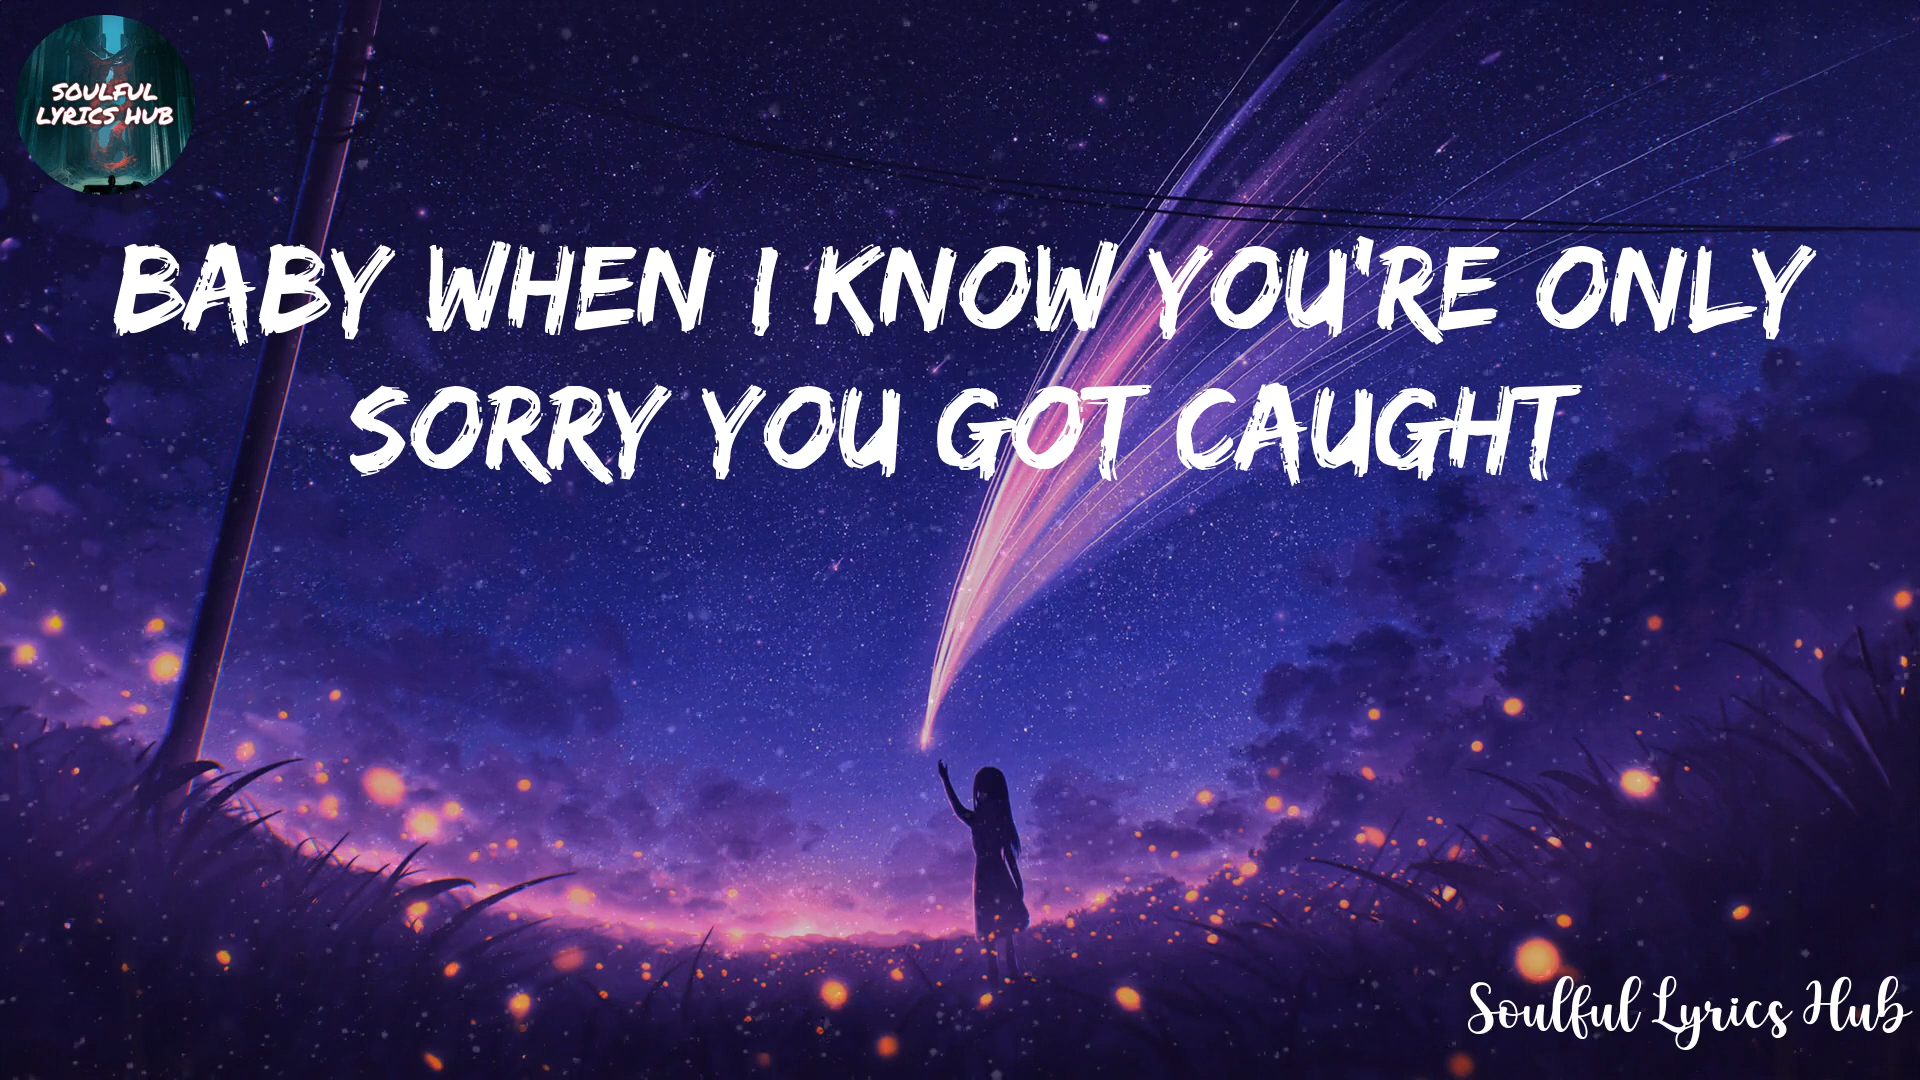 SOULFUL
LYRICS HUB
BABY WHEN I KNOW YOU'RE ONLY
SORRY YOU GOT CAUGHT
Soulful Lyrics Hub